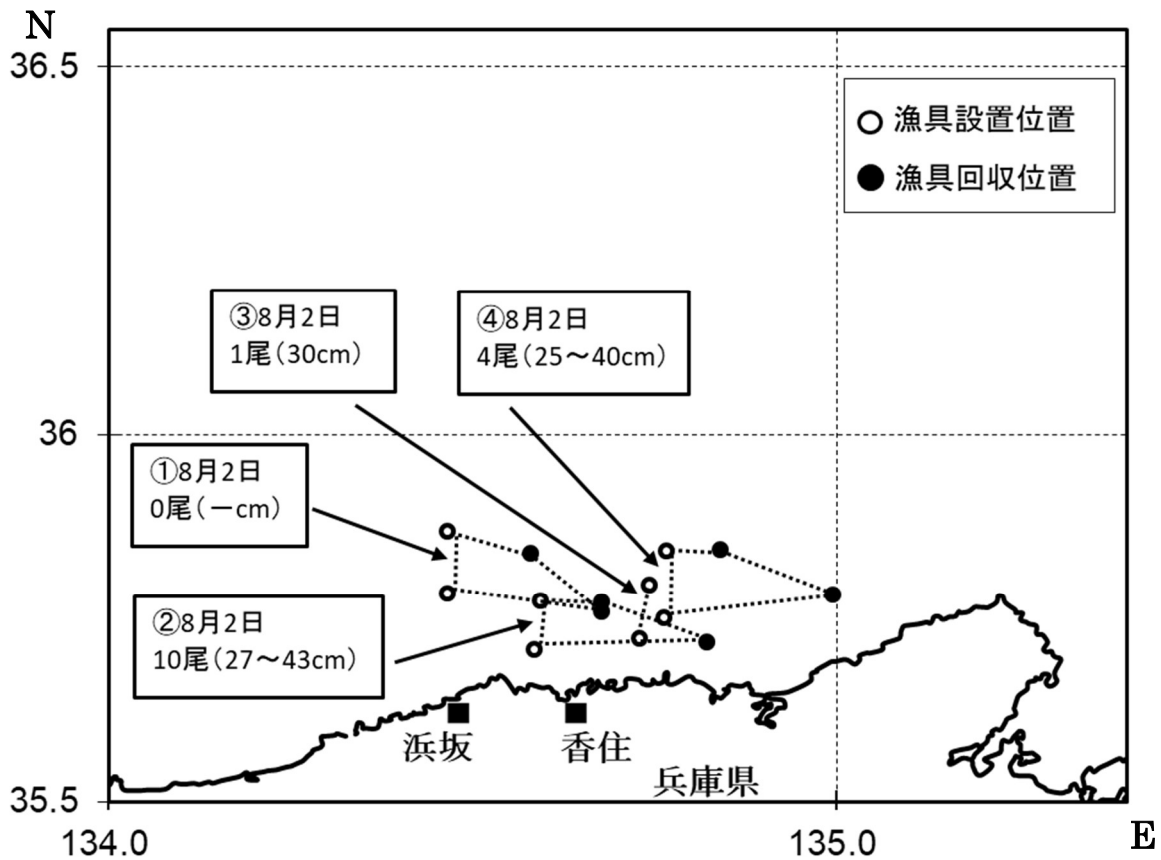 N
36.5
漁具設置位置
漁具回収位置
③8月2日
1尾（30cm）
④8月2日
4尾（25～40cm）
36
①8月2日
0尾（－cm）
②8月2日
10尾（27～43cm）
浜坂
香住
兵庫県
35.5
134.0
135.0
E